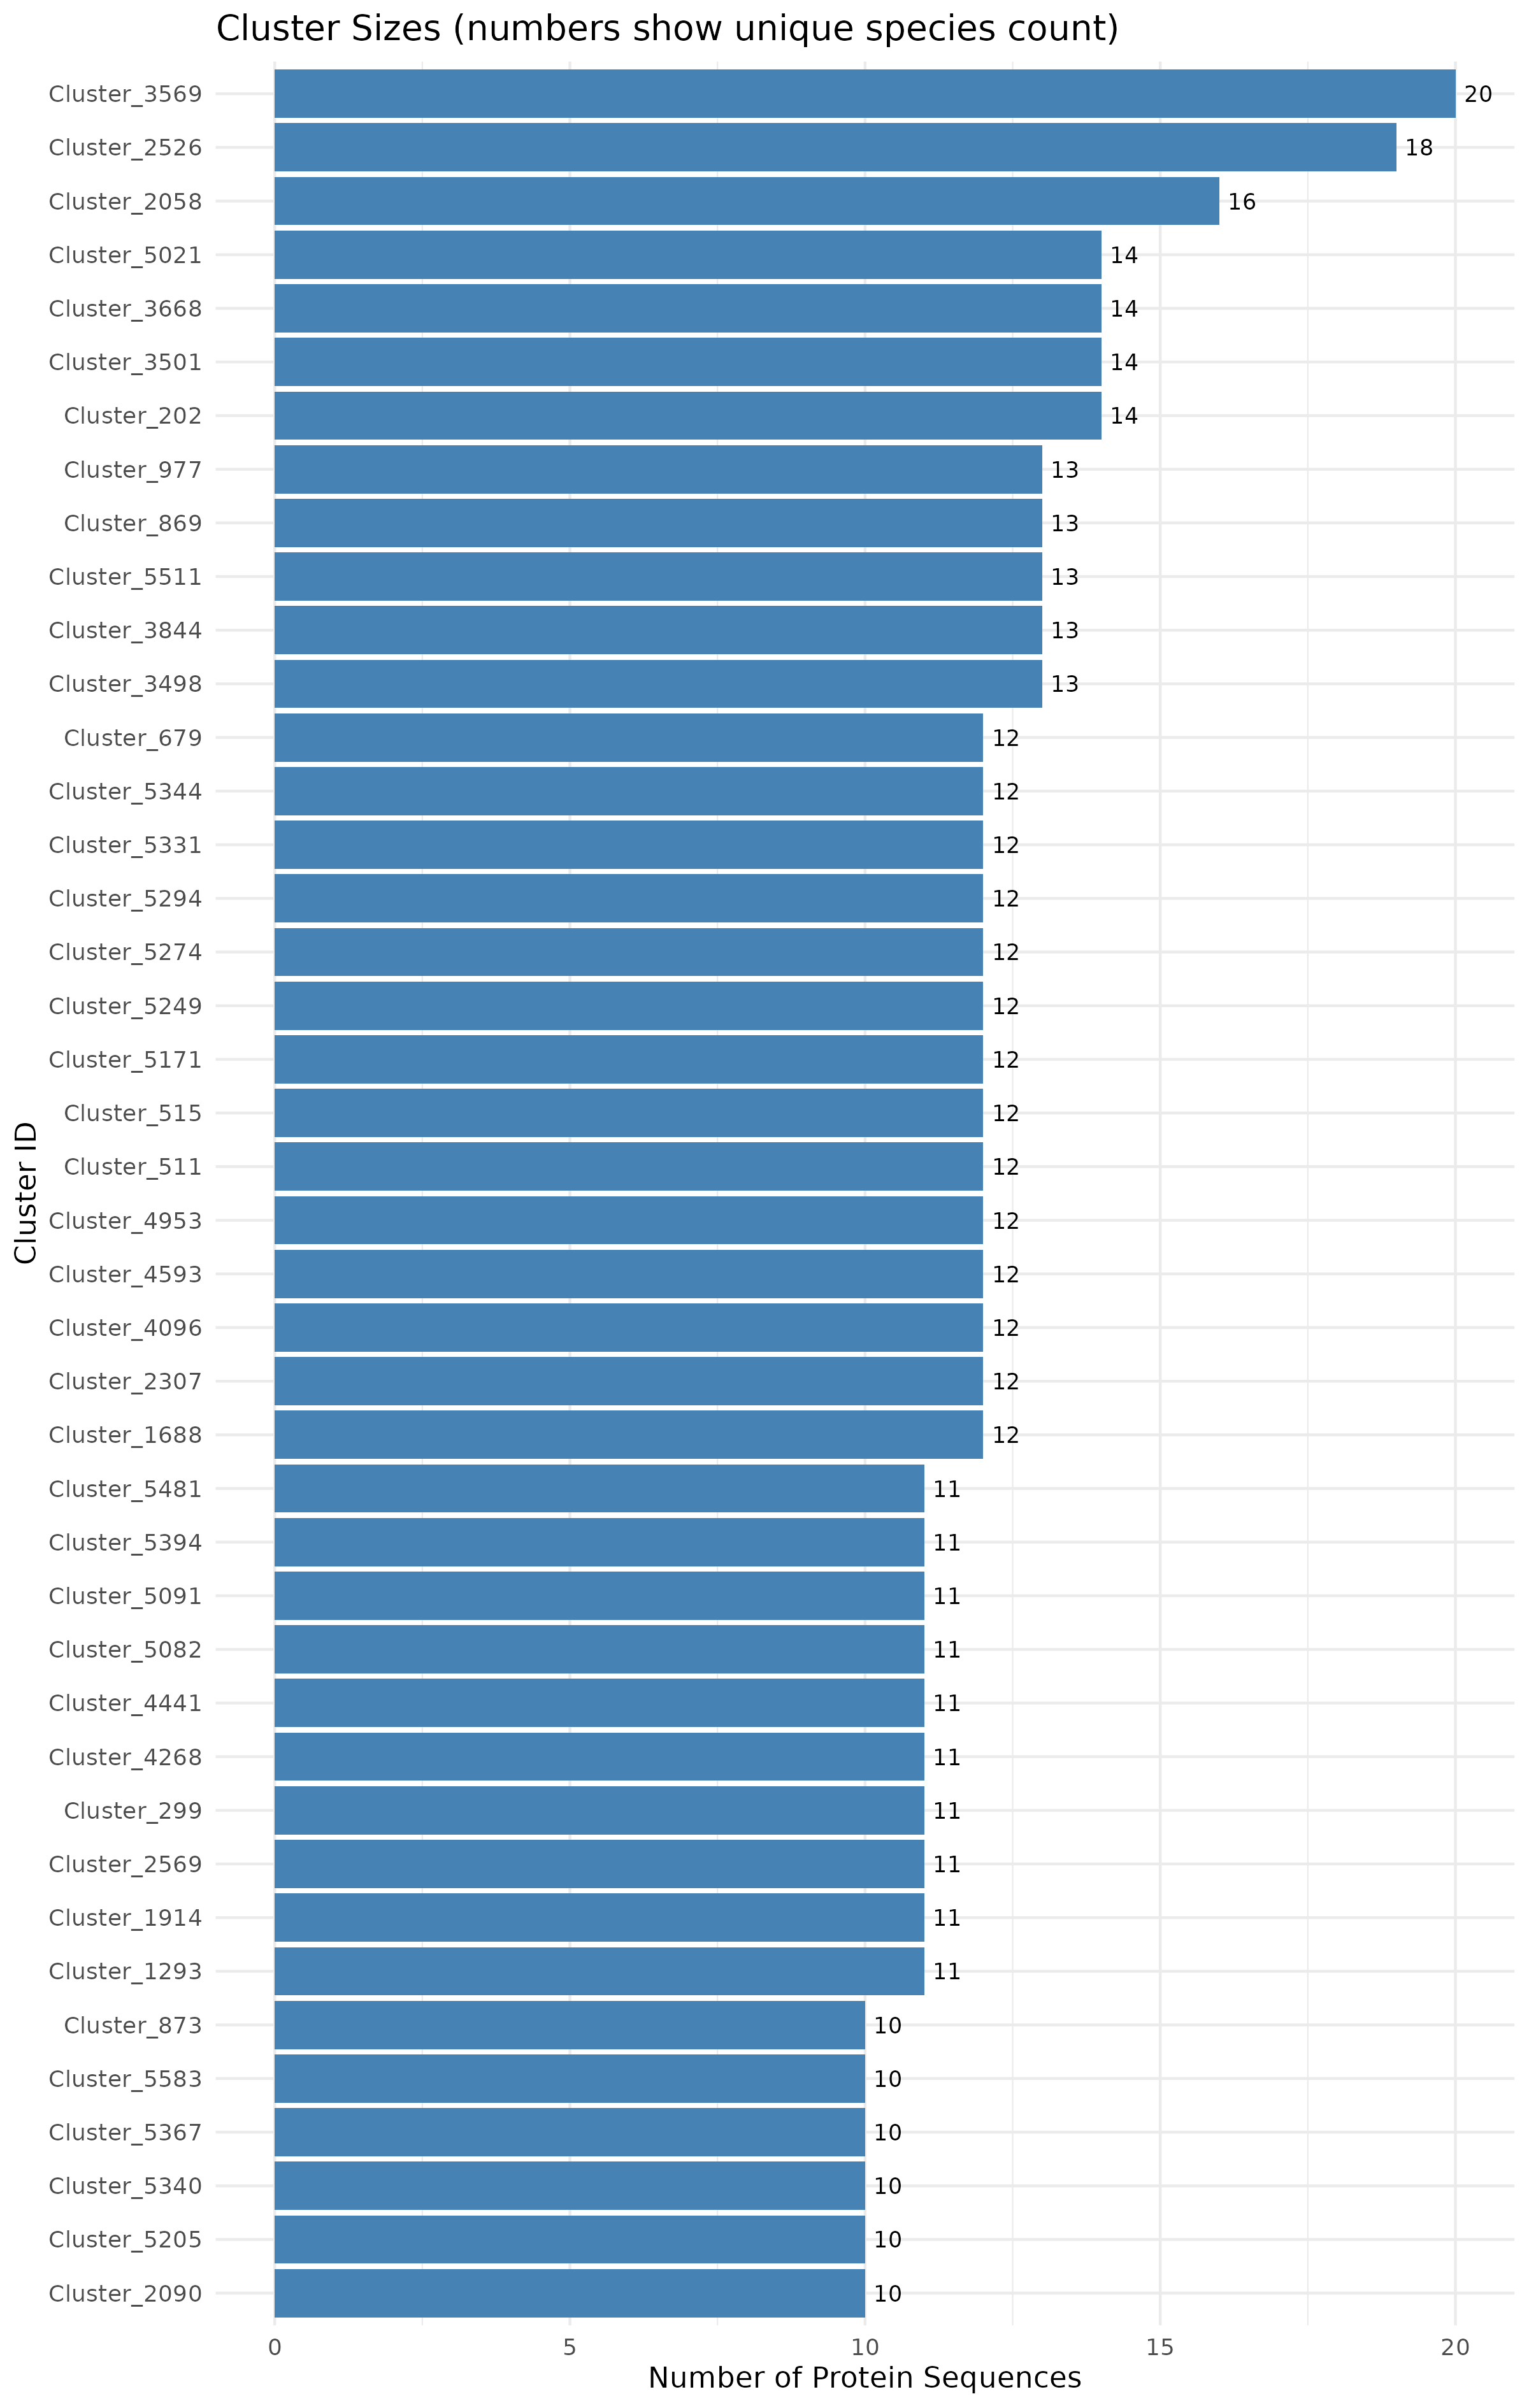 Cluster Sizes (numbers show unique species count)
Cluster_3569 20
Cluster_2526 18
Cluster_2058 16
Cluster_5021 14
Cluster_3668 14
Cluster_3501 14
Cluster_202 14
Cluster_977 13
Cluster_869 13
Cluster_5511 13
Cluster_3844 13
Cluster_3498 13
Cluster_679 12
Cluster_5344 12
Cluster_5331 12
Cluster_5294 12
Cluster_5274 12
Cluster_5249 12
Cluster_5171 12
Cluster_515 12
Cluster_511 12
Cluster_4953 12
Cluster_4593 12
Cluster_4096 12
Cluster_2307 12
Cluster_1688 12
Cluster_5481 11
Cluster_5394 11
Cluster_5091 11
Cluster_5082 11
Cluster_4441 11
Cluster_4268 11
Cluster_299 11
Cluster_2569 11
Cluster_1914 11
Cluster_1293 11
Cluster_873 10
Cluster_5583 10
Cluster_5367 10
Cluster_5340 10
Cluster_5205 10
Cluster_2090 10
Cluster ID
0 5 10 15 20
Number of Protein Sequences